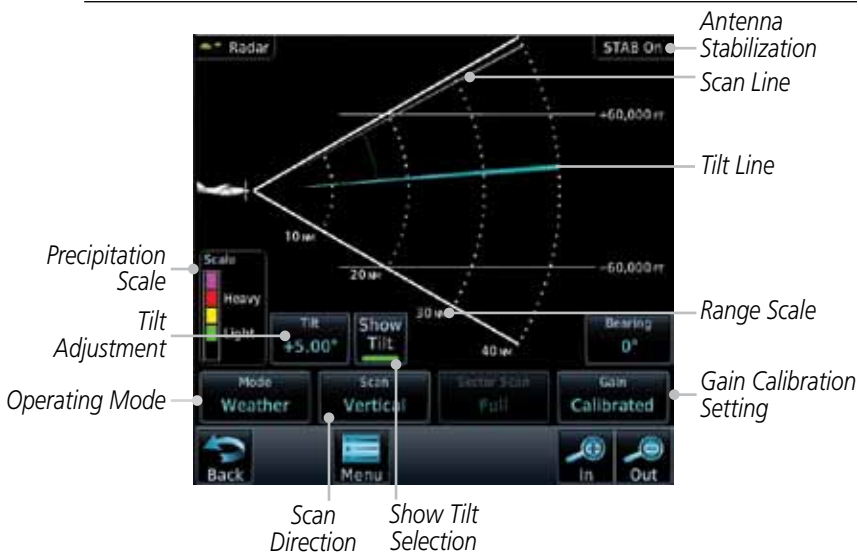 Antenna
Stabilization
Radar
STAB On
Scan Line
+60,000 FT
Tilt Line
10 NM
Precipitation
Scale
Scale
Heavy
Light
20 NM
-60,000 FT
30 NM
Range Scale
40 NM
Tilt
Adjustment
Tilt
+5.00°
Show
Tilt
Bearing
0°
Operating Mode
Mode
Weather
Scan
Vertical
Sector Scan
Full
Gain
Calibrated
Gain Calibration
Setting
Back
Menu
In
Out
Scan
Direction
Show Tilt
Selection